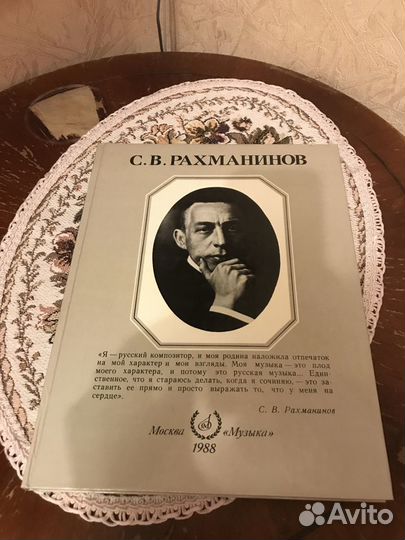 С. В. РАХМАНИНОВ
«Я — русский композитор, и моя родина наложила отпечаток
на мой характер и мои взгляды. Моя музыка — это плод
моего характера, и потому это русская музыка... Един-
ственное, что я стараюсь делать, когда я сочиняю, — это за-
ставить ее прямо и просто выражать то, что у меня на
сердце».
С. В. Рахманинов
Москва «Музыка»
1988
Avito